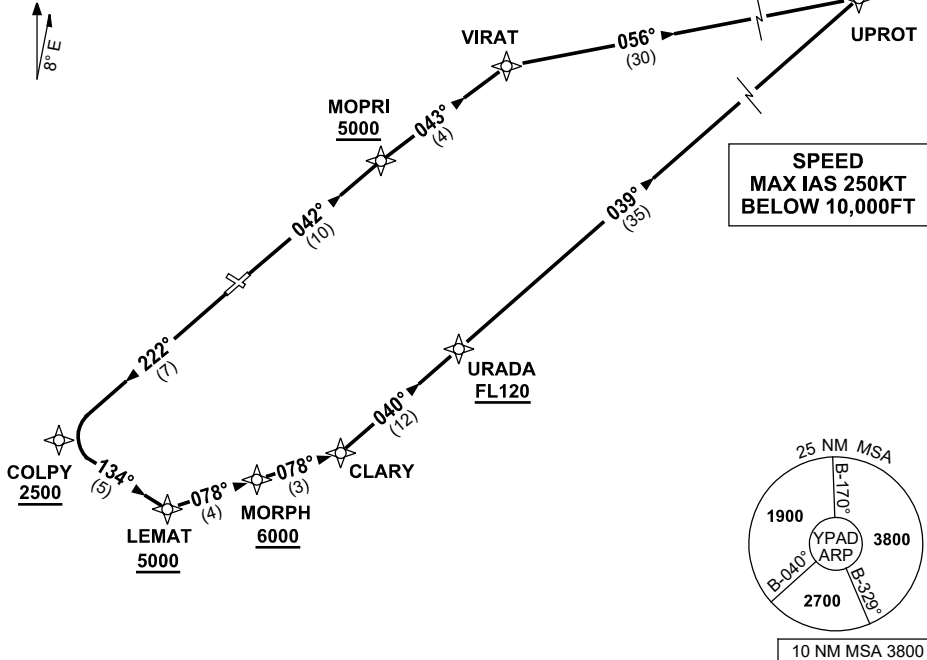 8° E
VIRAT
056°
(30)
UPROT
MOPRI
5000
043°
(4)
SPEED
MAX IAS 250KT
BELOW 10,000FT
042°
(10)
039°
(35)
222°
(7)
URADA
FL120
040°
(12)
COLPY
2500
134°
(5)
078°
(4)
078°
(3)
CLARY
LEMAT
5000
MORPH
6000
25 NM MSA
B-170°
1900
YPAD
ARP
3800
B-040°
B-329°
2700
10 NM MSA 3800